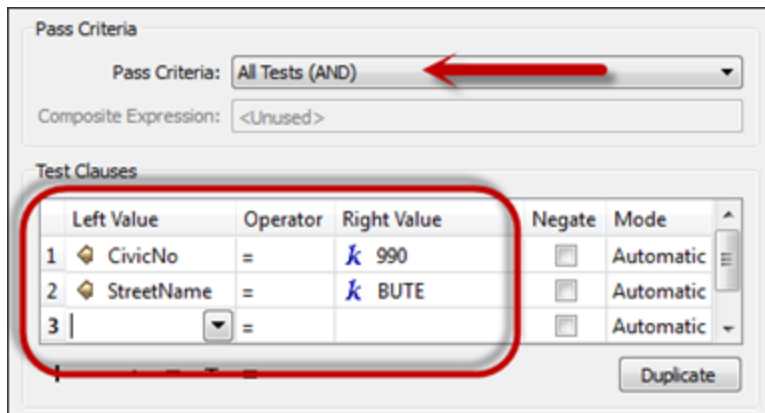 Pass Criteria
Pass Criteria: All Tests (AND)
Composite Expression: <Unused>
Test Clauses
Left Value Operator Right Value Negate Mode
1 CivicNo = k 990 Automatic
2 StreetName = k BUTE Automatic
3 = Automatic
Duplicate